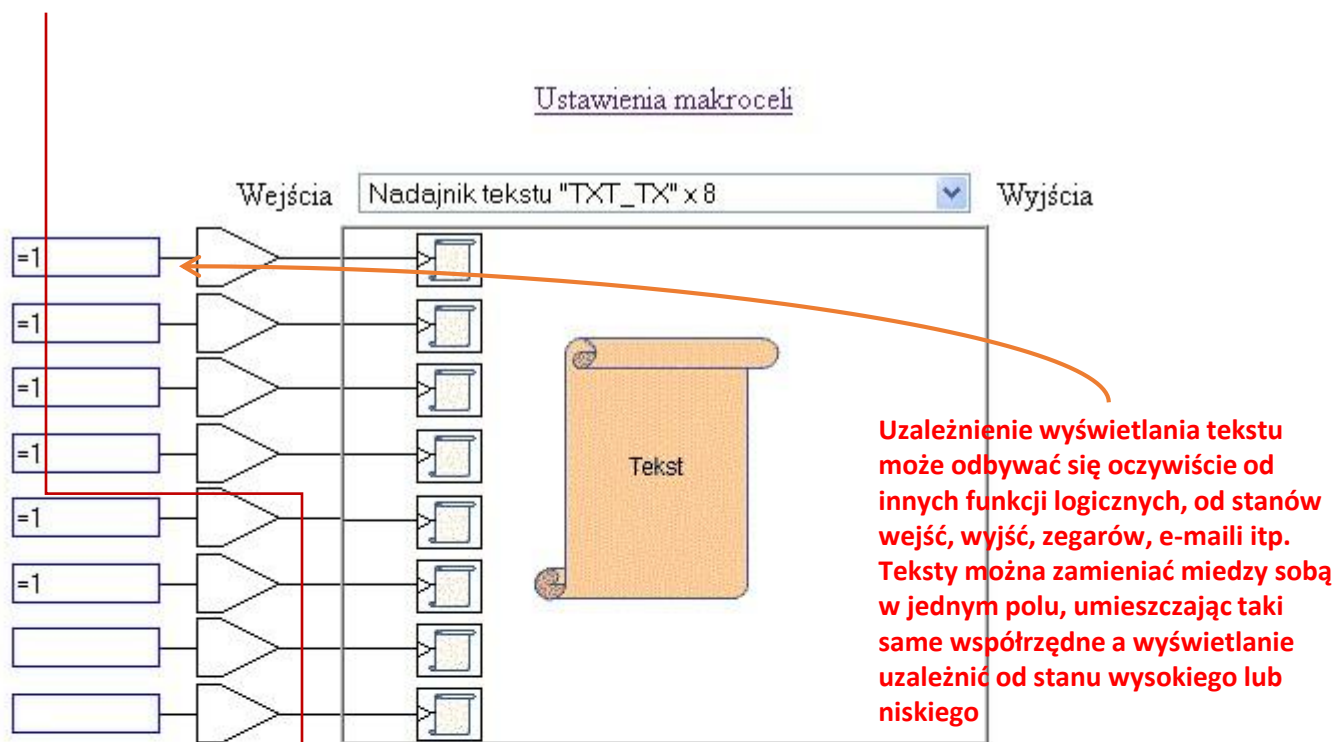 Ustawienia makroceli
Wejścia
Nadajnik tekstu "TXT_TX" x 8
Wyjścia
=1
=1
=1
=1
=1
=1
Tekst
Uzależnienie wyświetlania tekstu
może odbywać się oczywiście od
innych funkcji logicznych, od stanów
wejść, wyjść, zegarów, e-maili itp.
Teksty można zamieniać miedzy sobą
w jednym polu, umieszczając taki
same współrzędne a wyświetlanie
uzależnić od stanu wysokiego lub
niskiego